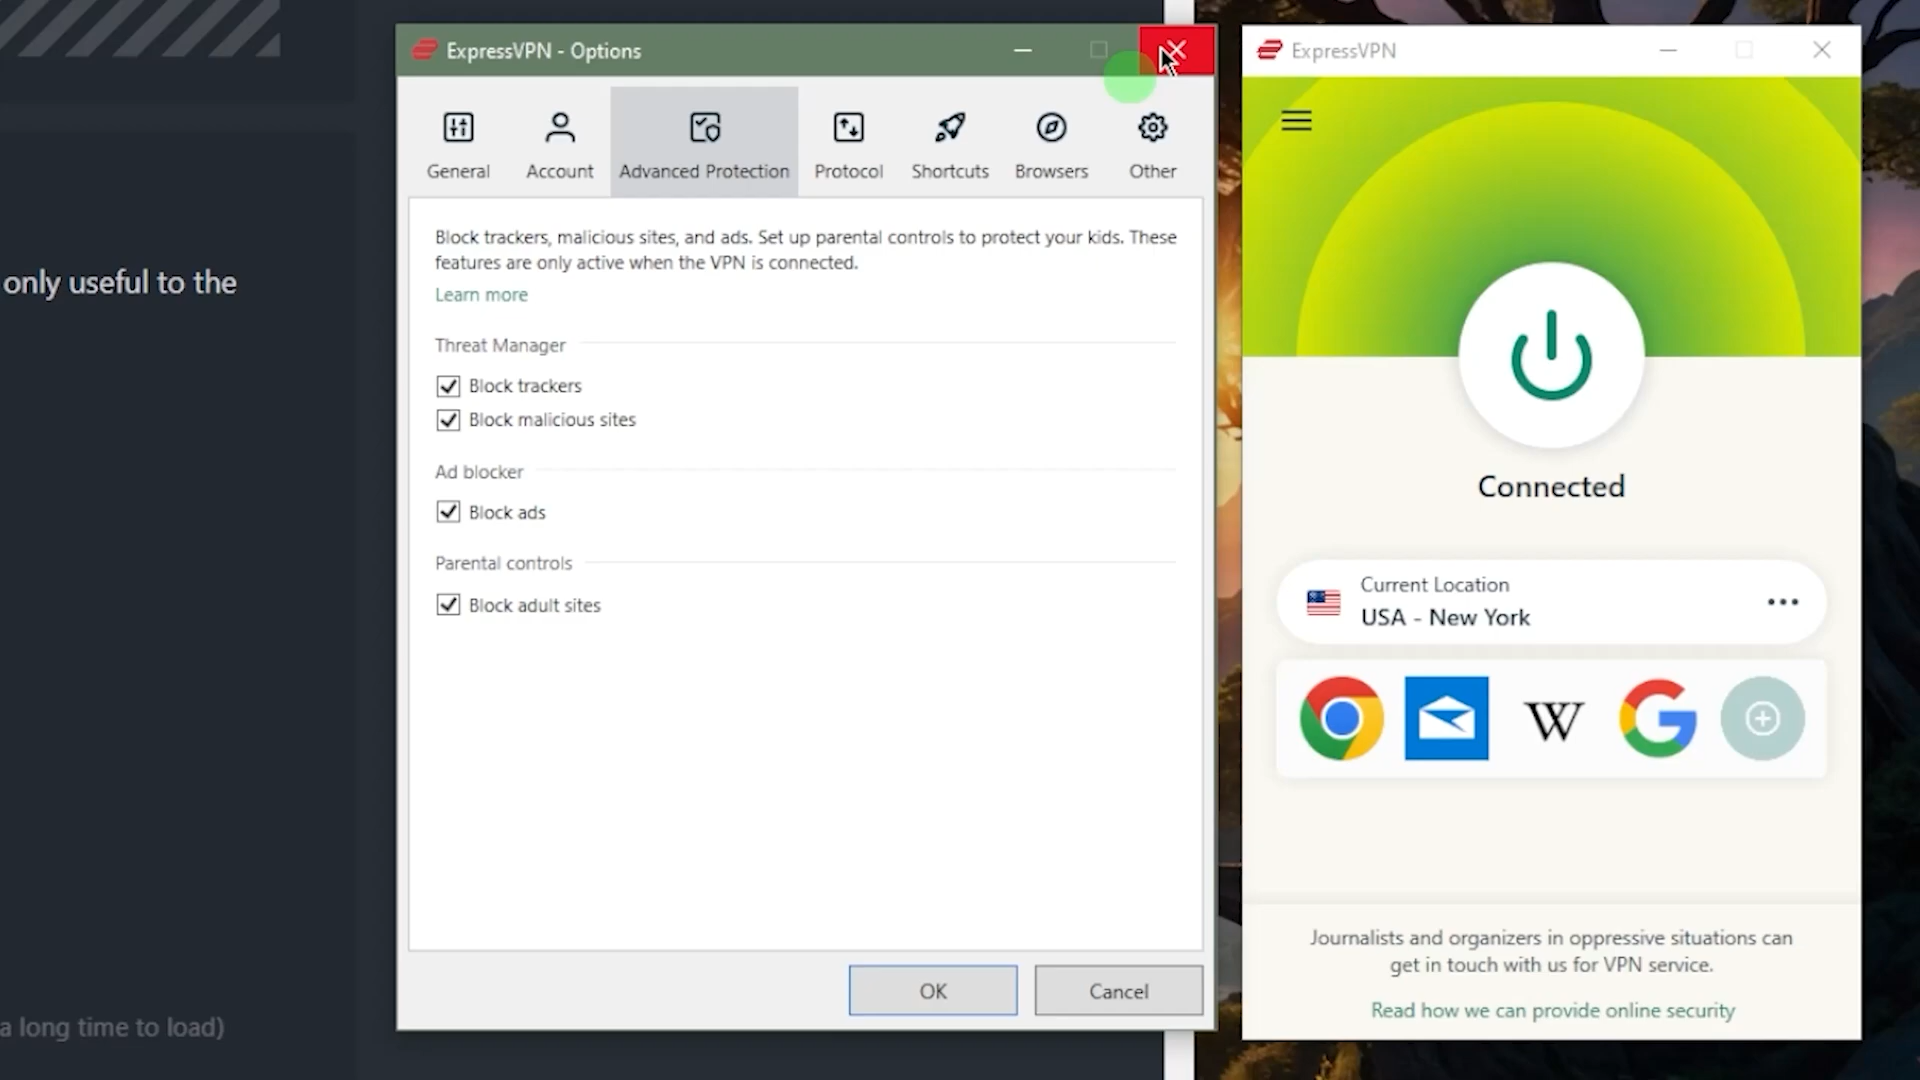 only useful to the
a long time to load)
ExpressVPN - Options
General
Account
Advanced Protection
Protocol
Shortcuts
Browsers
Other
Block trackers, malicious sites, and ads. Set up parental controls to protect your kids. These
features are only active when the VPN is connected.
Learn more
Threat Manager
Block trackers
Block malicious sites
Ad blocker
Block ads
Parental controls
Block adult sites
OK
Cancel
ExpressVPN
Connected
Current Location
USA - New York
W
G
Journalists and organizers in oppressive situations can
get in touch with us for VPN service.
Read how we can provide online security